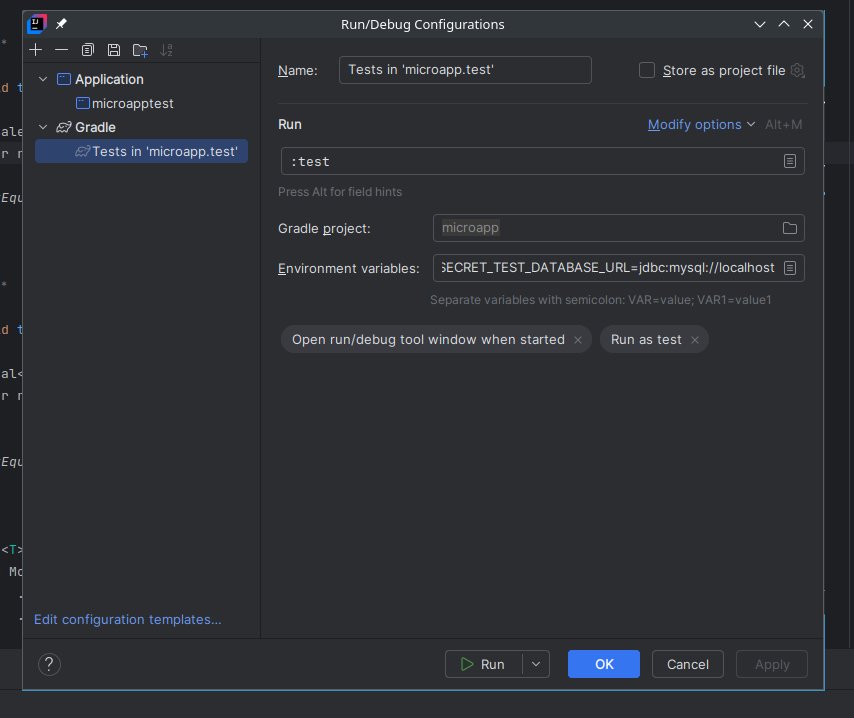 Run/Debug Configurations
Name:
Tests in 'microapp.test'
Store as project file
Application
microapptest
Gradle
Tests in 'microapp.test'
Run
Modify options
Alt+M
:test
Press Alt for field hints
Gradle project:
microapp
Environment variables:
SECRET_TEST_DATABASE_URL=jdbc:mysql://localhost
Separate variables with semicolon: VAR=value; VAR1=value1
Open run/debug tool window when started
Run as test
Edit configuration templates...
?
Run
OK
Cancel
Apply